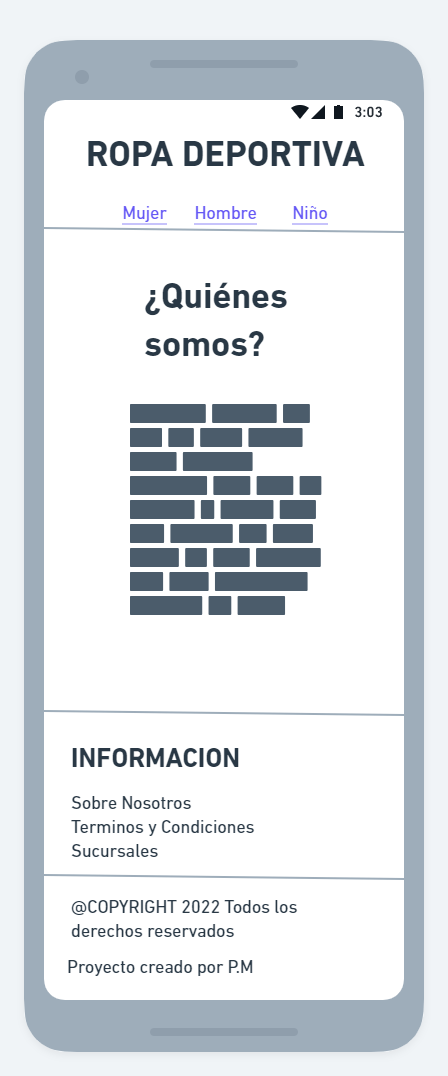 3:03
ROPA DEPORTIVA
Mujer Hombre Niño
¿Quiénes
somos?
INFORMACION
Sobre Nosotros
Terminos y Condiciones
Sucursales
@COPYRIGHT 2022 Todos los
derechos reservados
Proyecto creado por P.M